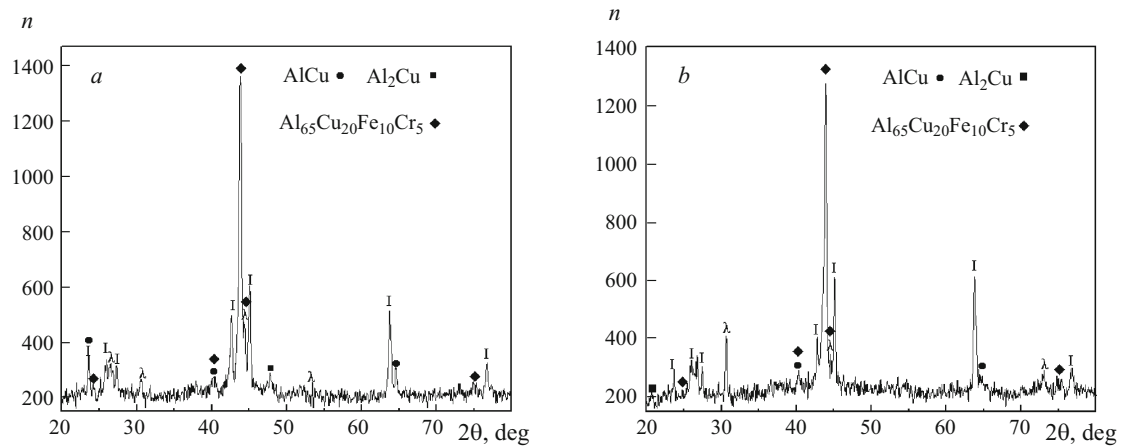 n
1400
1200
1000
800
600
400
200
20 30 40 50 60 70 2θ, deg
a
AlCu Al₂Cu
Al₆₅Cu₂₀Fe₁₀Cr₅
I I λ I λ I λ I λ I I
n
1400
1200
1000
800
600
400
200
20 30 40 50 60 70 2θ, deg
b
AlCu Al₂Cu
Al₆₅Cu₂₀Fe₁₀Cr₅
I I I λ I λ I I λ I